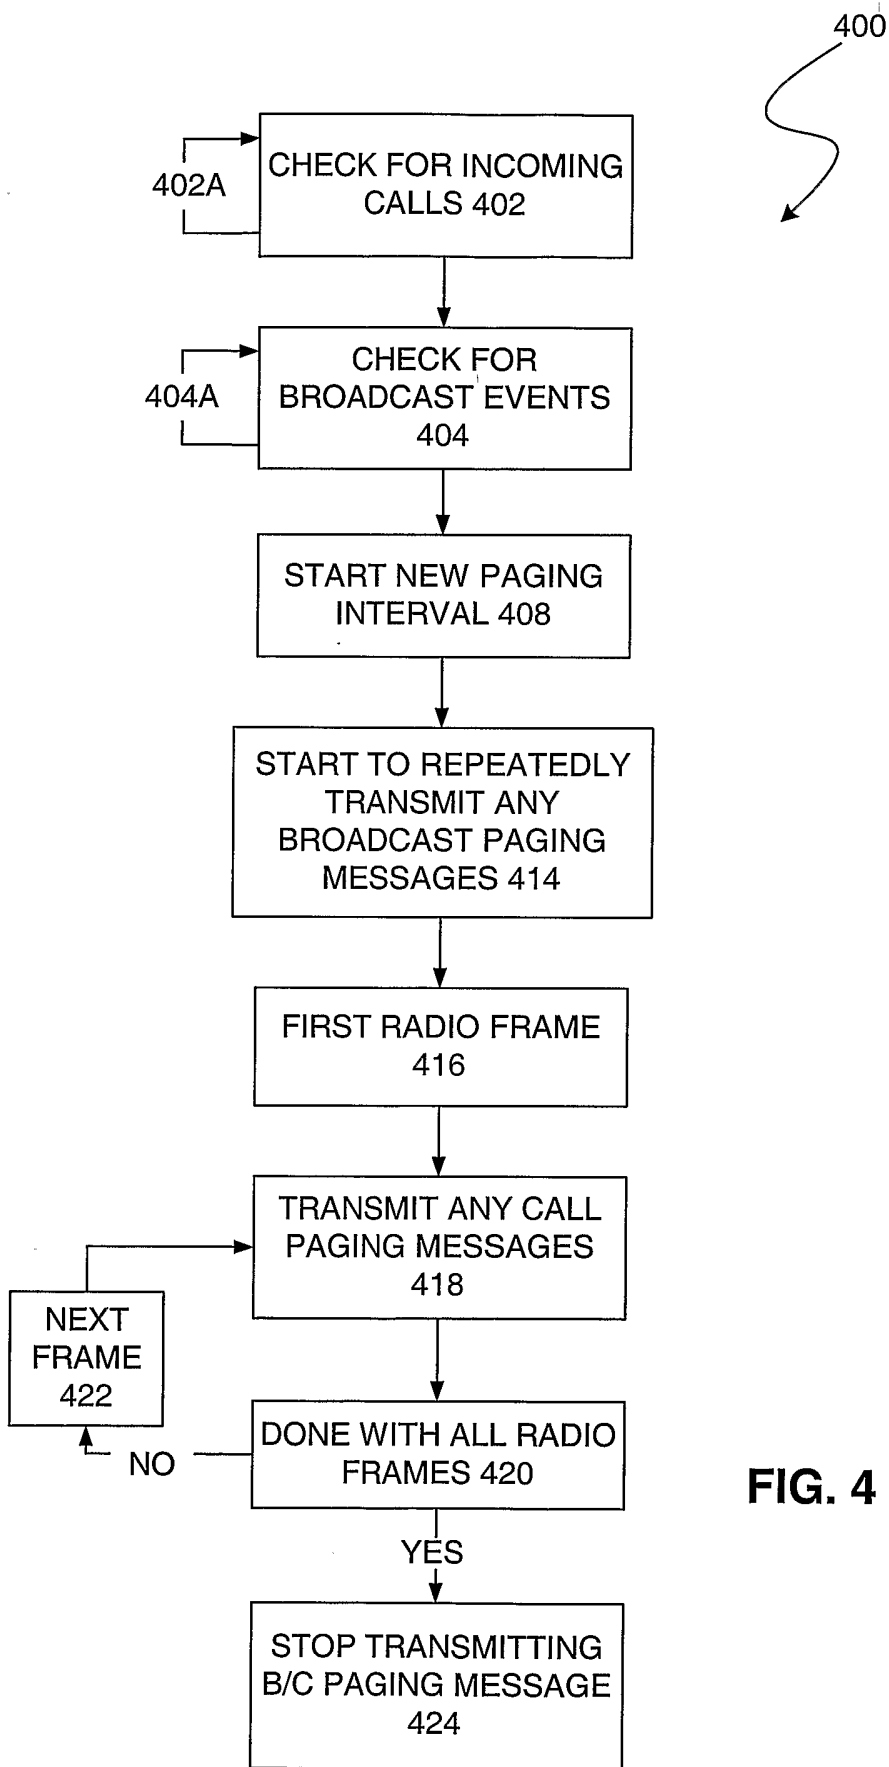 400
CHECK FOR INCOMING
CALLS 402
402A
CHECK FOR
BROADCAST EVENTS
404
404A
START NEW PAGING
INTERVAL 408
START TO REPEATEDLY
TRANSMIT ANY
BROADCAST PAGING
MESSAGES 414
FIRST RADIO FRAME
416
TRANSMIT ANY CALL
PAGING MESSAGES
418
NEXT
FRAME
422
DONE WITH ALL RADIO
FRAMES 420
NO
FIG. 4
YES
STOP TRANSMITTING
B/C PAGING MESSAGE
424